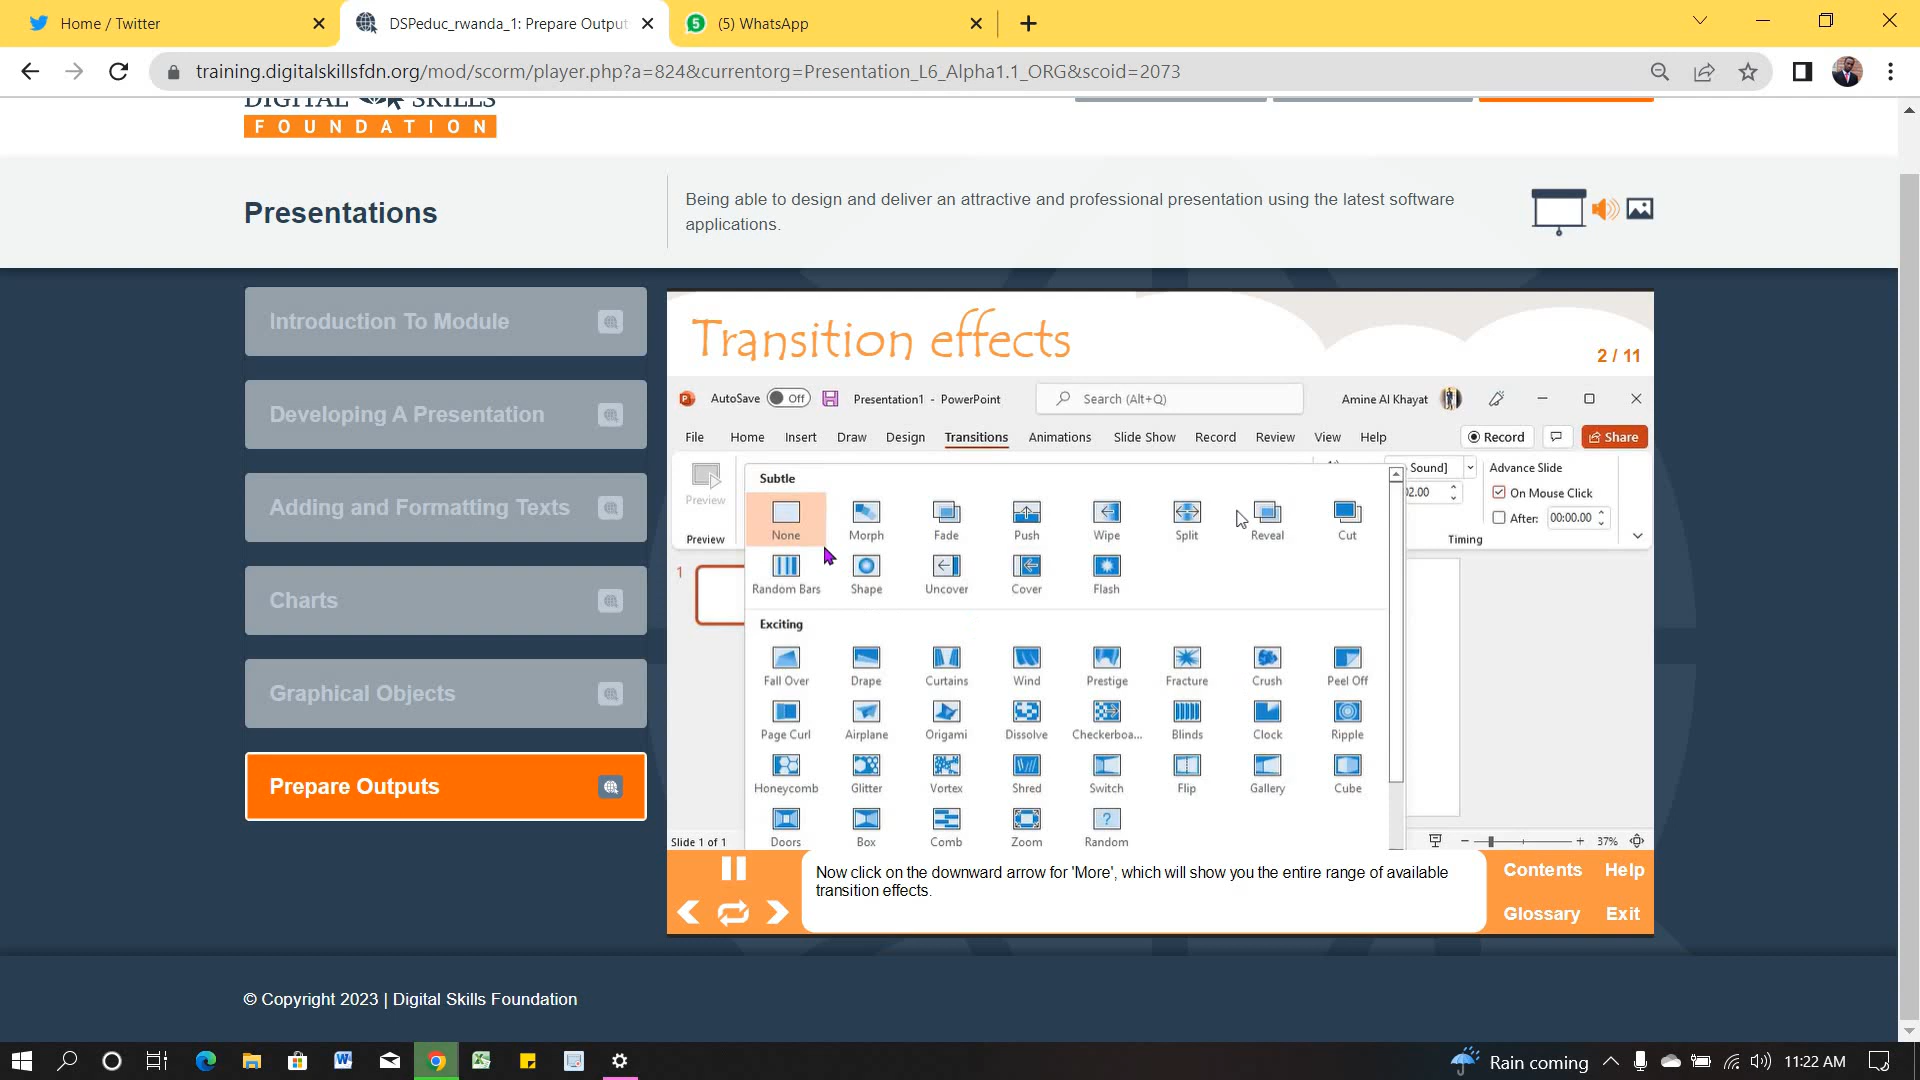 Home / Twitter
DSPeduc_rwanda_1: Prepare Output
(5) WhatsApp
training.digitalskillsfdn.org/mod/scorm/player.php?a=824&currentorg=Presentation_L6_Alpha1.1_ORG&scoid=2073
DIGITAL SKILLS
FOUNDATION
Presentations
Being able to design and deliver an attractive and professional presentation using the latest software
applications.
Introduction To Module
Developing A Presentation
Adding and Formatting Texts
Charts
Graphical Objects
Prepare Outputs
Transition effects
2 / 11
AutoSave Off Presentation1 - PowerPoint Search (Alt+Q) Amine Al Khayat
File Home Insert Draw Design Transitions Animations Slide Show Record Review View Help Record Share
Preview
Preview
Sound]
02.00
Advance Slide
On Mouse Click
After: 00:00.00
Timing
1
Subtle
None Morph Fade Push Wipe Split Reveal Cut
Random Bars Shape Uncover Cover Flash
Exciting
Fall Over Drape Curtains Wind Prestige Fracture Crush Peel Off
Page Curl Airplane Origami Dissolve Checkerboa... Blinds Clock Ripple
Honeycomb Glitter Vortex Shred Switch Flip Gallery Cube
Doors Box Comb Zoom Random
Slide 1 of 1
37%
Now click on the downward arrow for 'More', which will show you the entire range of available
transition effects.
Contents Help
Glossary Exit
© Copyright 2023 | Digital Skills Foundation
Rain coming
11:22 AM